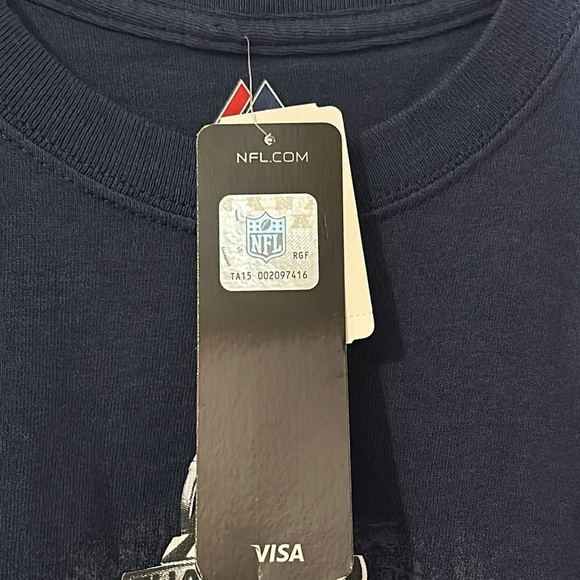 NFL.COM
NFL
RGF
TA15 002097416
VISA